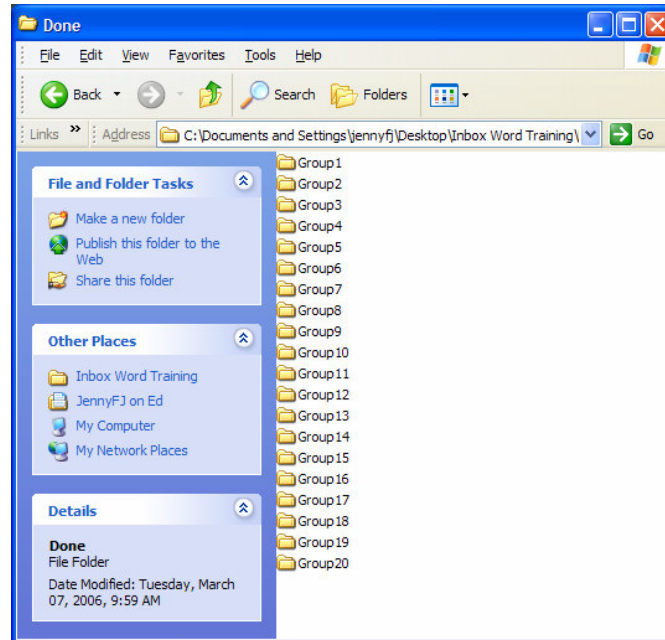 Done
File Edit View Favorites Tools Help
Back Search Folders
Links » Address C:\Documents and Settings\jennyfj\Desktop\Inbox Word Training\ Go
File and Folder Tasks
Make a new folder
Publish this folder to the
Web
Share this folder
Other Places
Inbox Word Training
JennyFJ on Ed
My Computer
My Network Places
Details
Done
File Folder
Date Modified: Tuesday, March
07, 2006, 9:59 AM
Group1
Group2
Group3
Group4
Group5
Group6
Group7
Group8
Group9
Group10
Group11
Group12
Group13
Group14
Group15
Group16
Group17
Group18
Group19
Group20